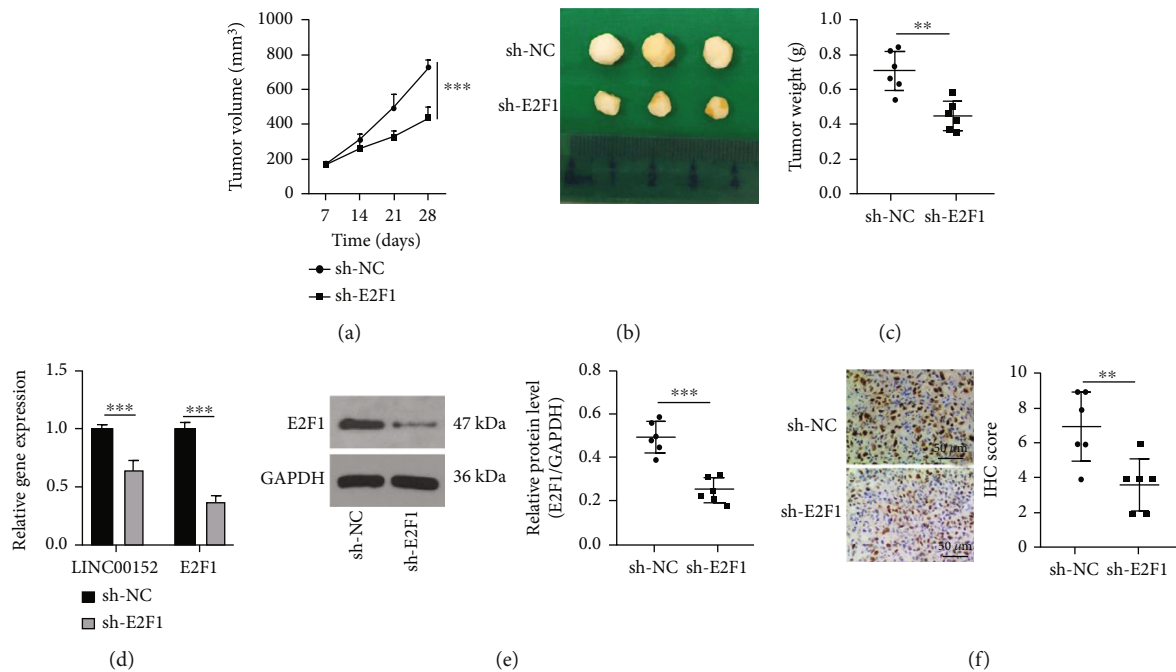 Tumor volume (mm³)
1000
800
600
400
200
0
7 14 21 28
Time (days)
***
sh-NC
sh-E2F1
(a)
sh-NC
sh-E2F1
(b)
Tumor weight (g)
1.0
0.8
0.6
0.4
0.2
0.0
**
sh-NC sh-E2F1
(c)
Relative gene expression
1.5
1.0
0.5
0.0
*** ***
LINC00152 E2F1
sh-NC
sh-E2F1
(d)
E2F1 47 kDa
GAPDH 36 kDa
sh-NC
sh-E2F1
Relative protein level
(E2F1/GAPDH)
0.8
0.6
0.4
0.2
0.0
***
sh-NC sh-E2F1
(e)
sh-NC
50 μm
sh-E2F1
50 μm
IHC score
10
8
6
4
2
0
**
sh-NC sh-E2F1
(f)